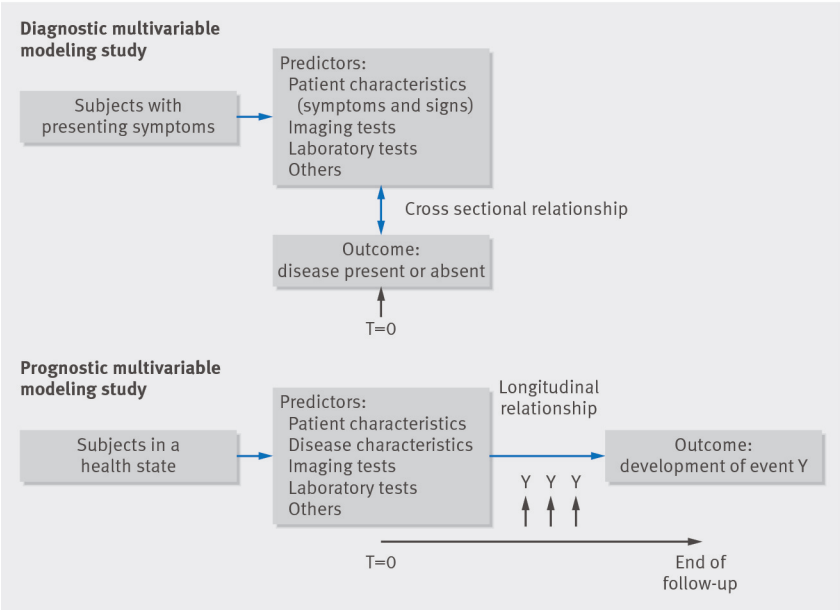 Diagnostic multivariable
modeling study
Subjects with
presenting symptoms
Predictors:
Patient characteristics
(symptoms and signs)
Imaging tests
Laboratory tests
Others
Cross sectional relationship
Outcome:
disease present or absent
T=0
Prognostic multivariable
modeling study
Subjects in a
health state
Predictors:
Patient characteristics
Disease characteristics
Imaging tests
Laboratory tests
Others
Longitudinal
relationship
Y Y Y
Outcome:
development of event Y
T=0
End of
follow-up